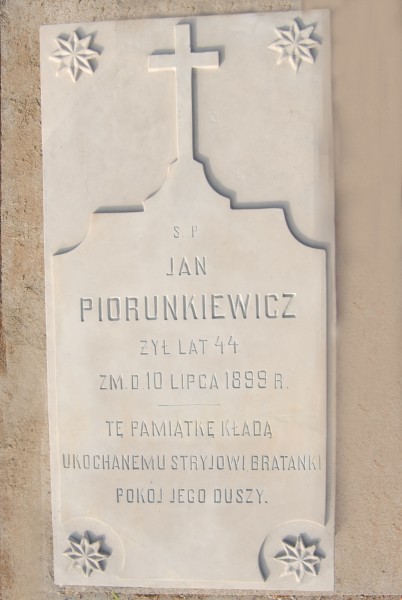 S. P
JAN
PIORUNKIEWICZ
ŻYŁ LAT 44
ZM. D 10 LIPCA 1899 R.
TĘ PAMIĄTKĘ KŁADĄ
UKOCHANEMU STRYJOWI BRATANKI
POKÓJ JEGO DUSZY.